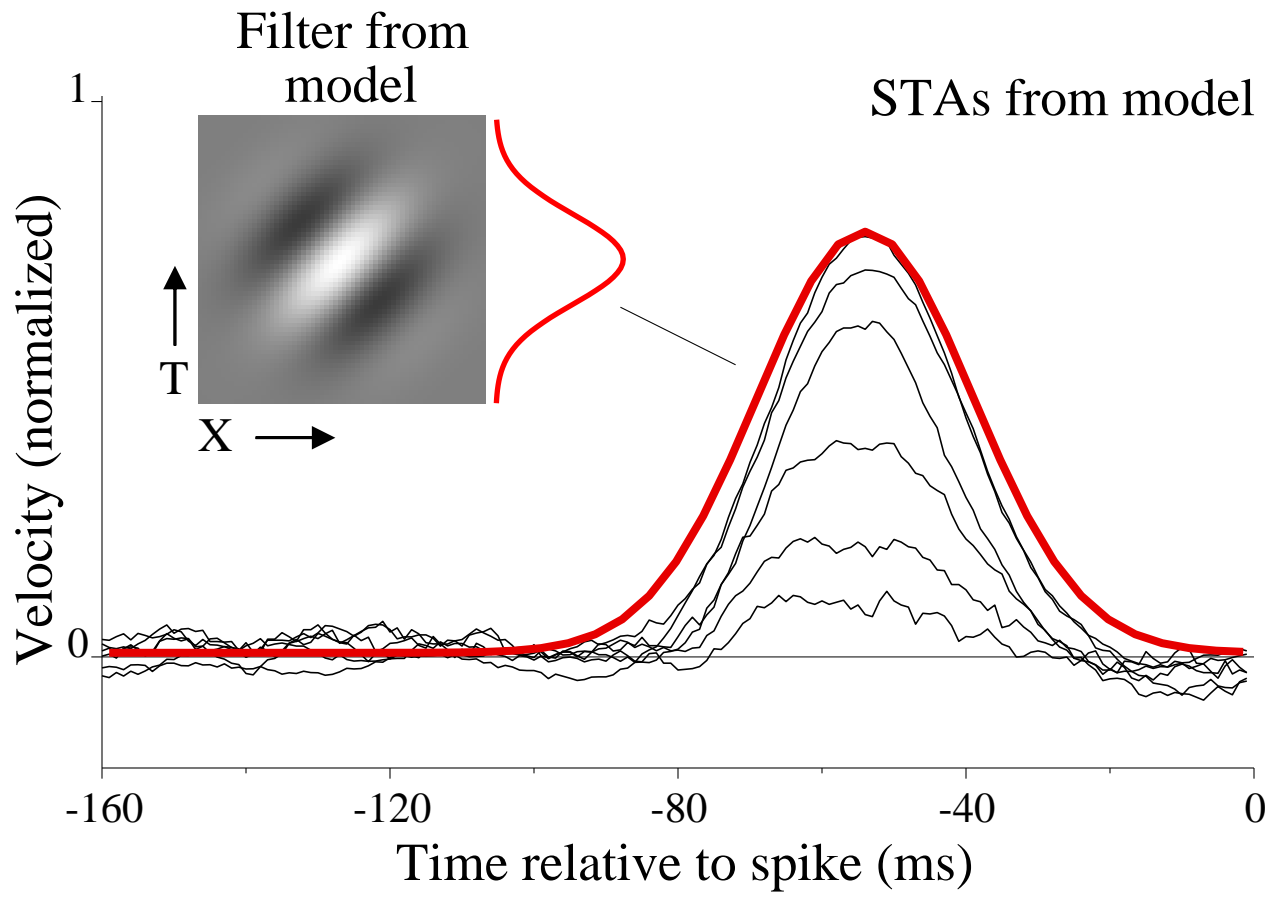 Filter from
model
STAs from model
1
0
Velocity (normalized)
T
X
-160
-120
-80
-40
0
Time relative to spike (ms)